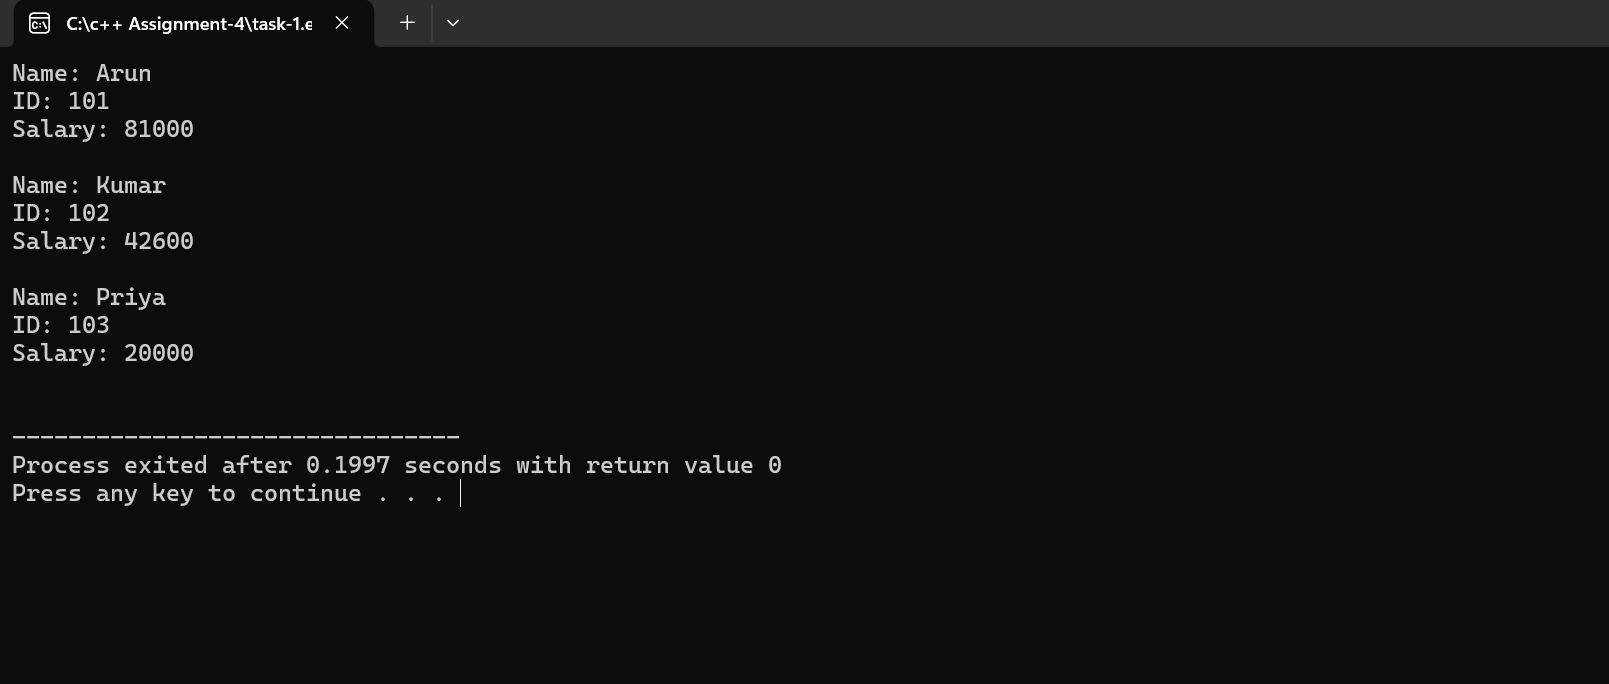 C:\c++ Assignment-4\task-1.e
Name: Arun
ID: 101
Salary: 81000
Name: Kumar
ID: 102
Salary: 42600
Name: Priya
ID: 103
Salary: 20000
--------------------------------
Process exited after 0.1997 seconds with return value 0
Press any key to continue . . .